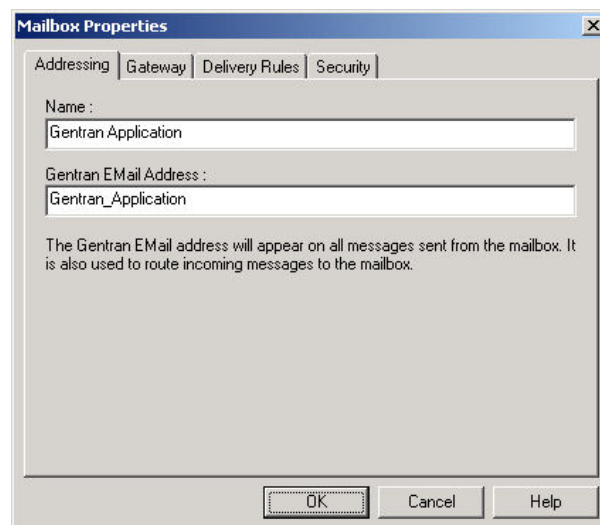 Mailbox Properties
Addressing Gateway Delivery Rules Security
Name :
Gentran Application
Gentran EMail Address :
Gentran_Application
The Gentran EMail address will appear on all messages sent from the mailbox. It
is also used to route incoming messages to the mailbox.
OK Cancel Help